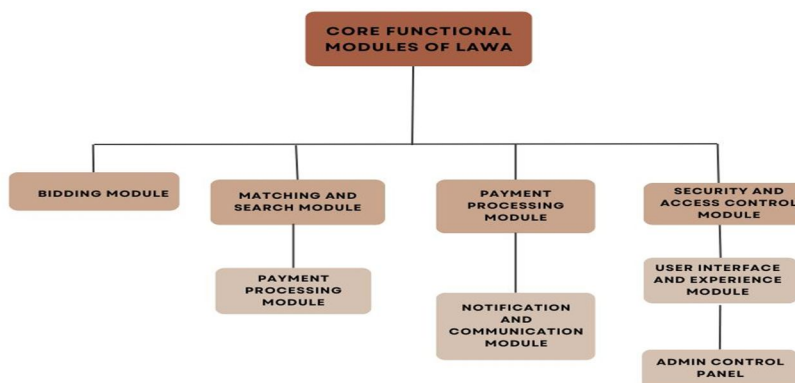 CORE FUNCTIONAL
MODULES OF LAWA
BIDDING MODULE
MATCHING AND
SEARCH MODULE
PAYMENT
PROCESSING
MODULE
SECURITY AND
ACCESS CONTROL
MODULE
PAYMENT
PROCESSING
MODULE
NOTIFICATION
AND
COMMUNICATION
MODULE
USER INTERFACE
AND EXPERIENCE
MODULE
ADMIN CONTROL
PANEL